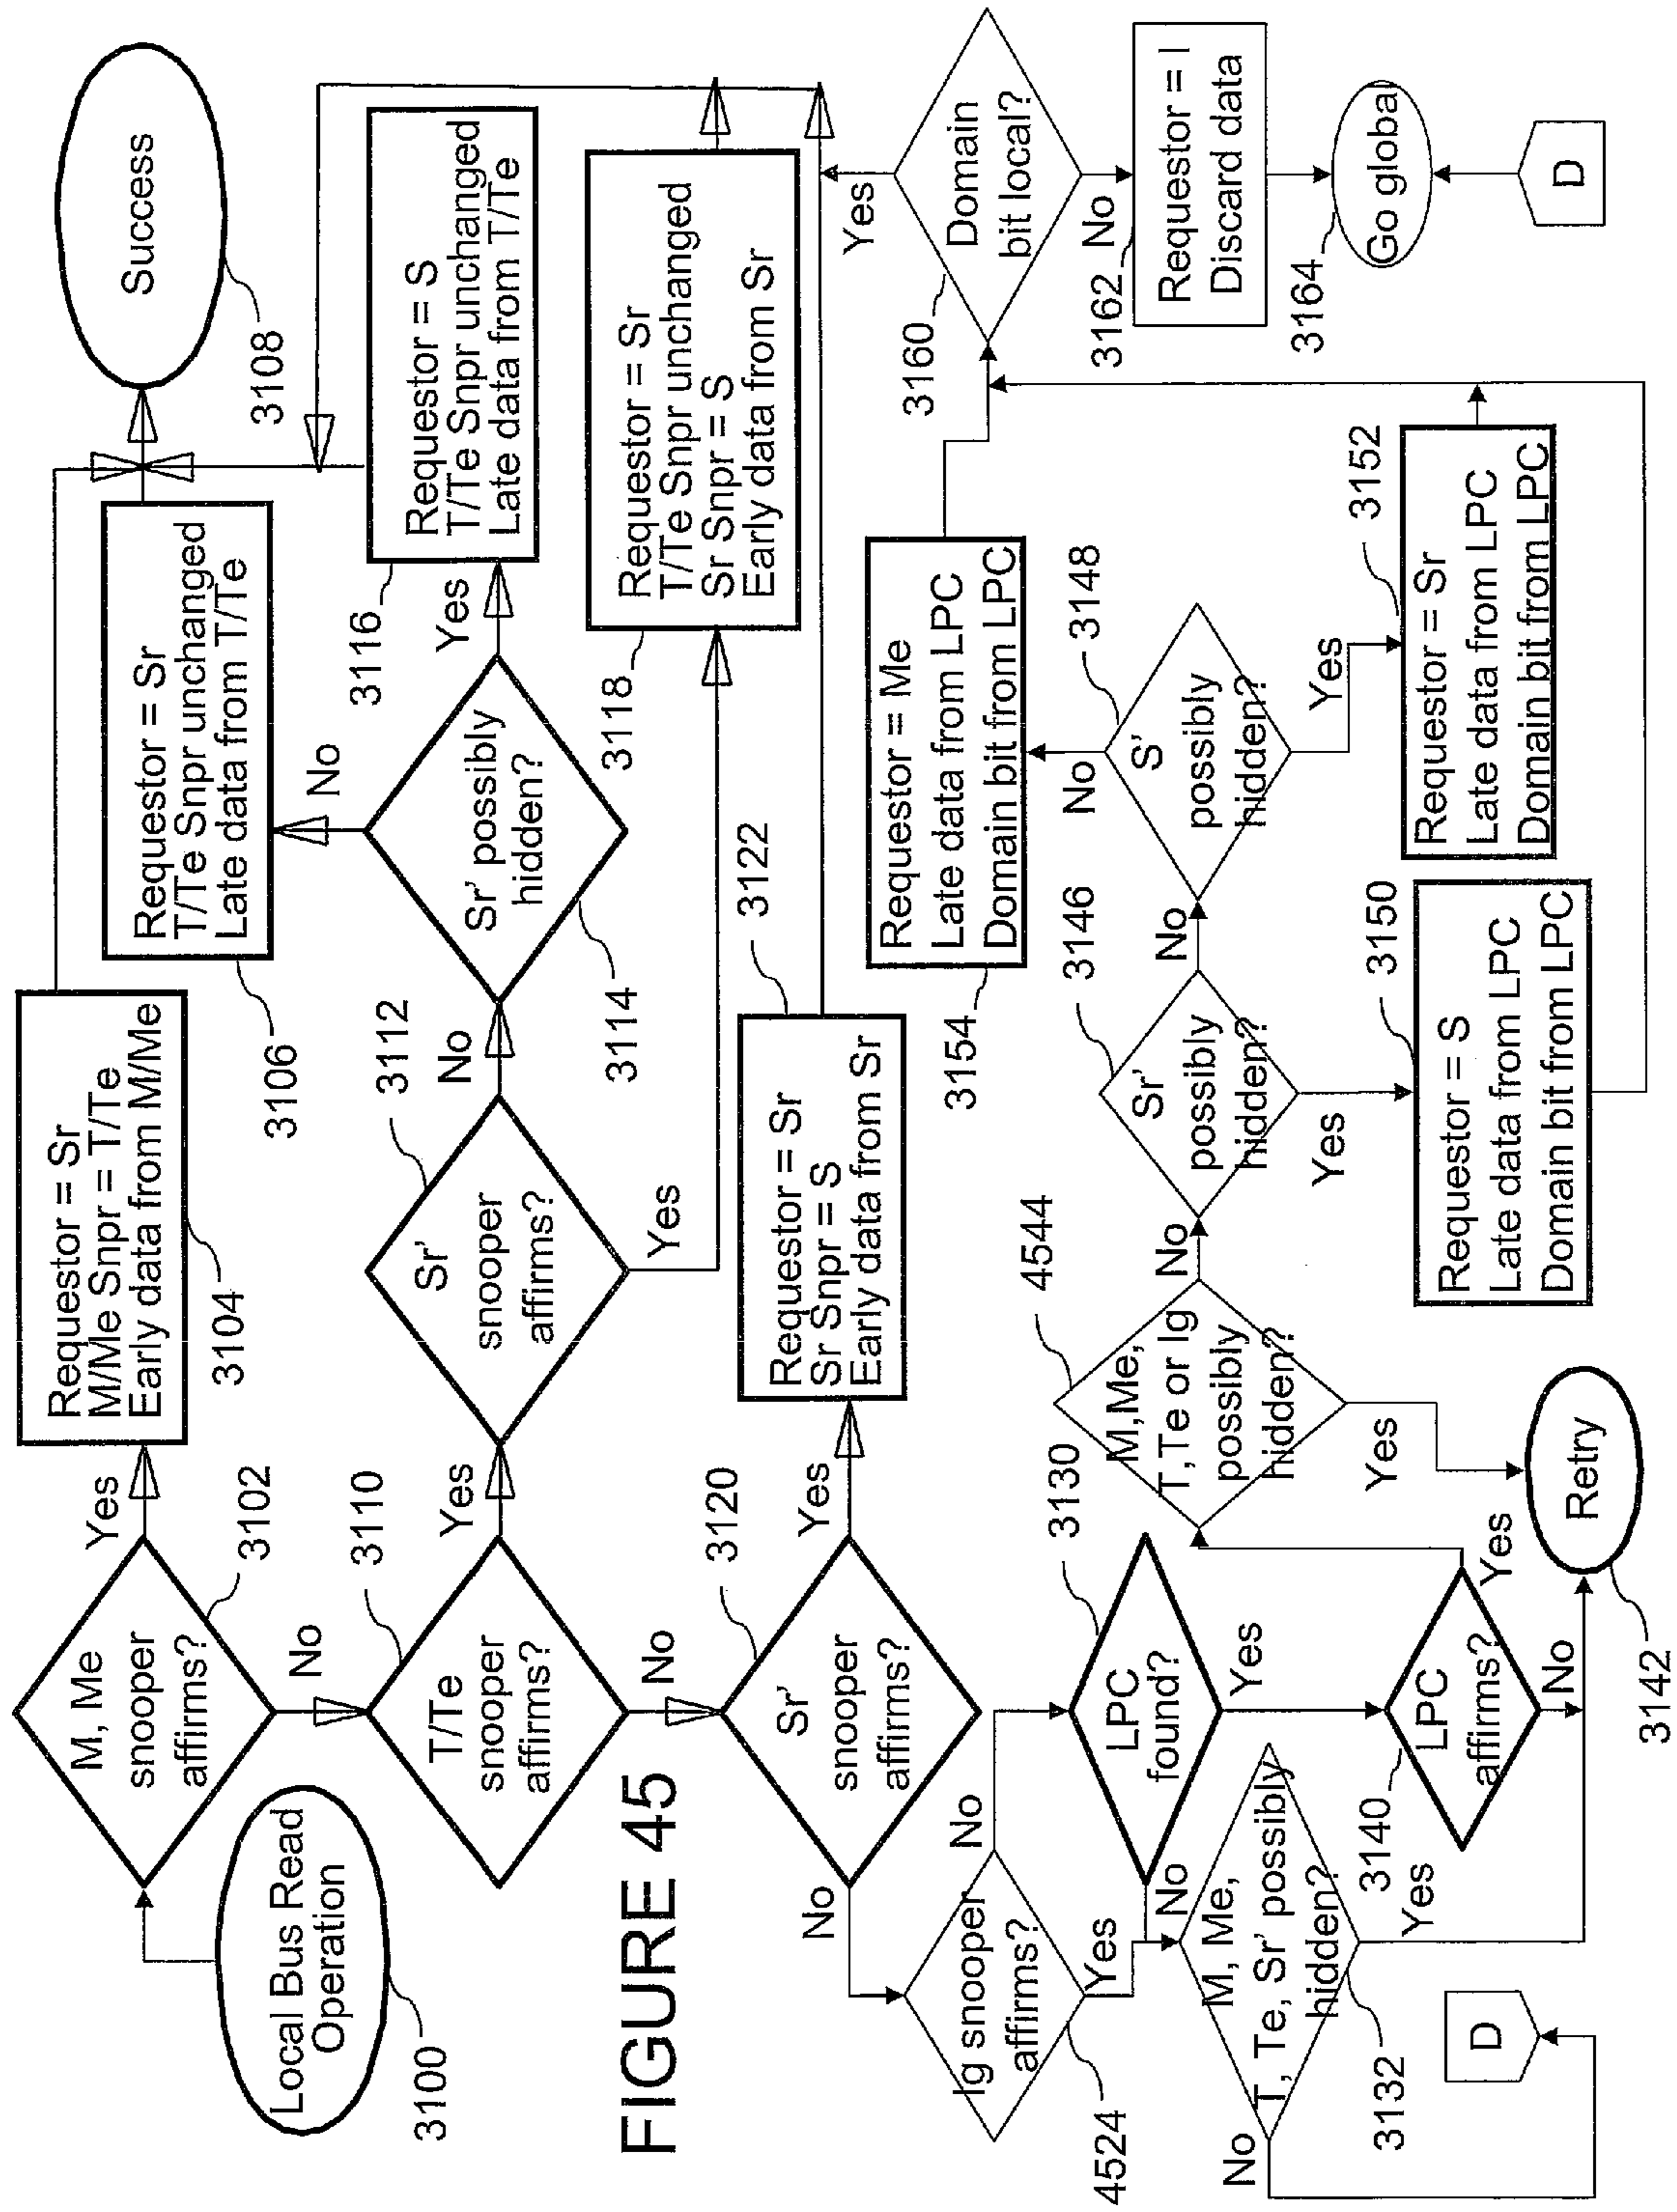 Local Bus Read
Operation
3100
M, Me
snooper
affirms?
3102
Yes
No
Requestor = Sr
M/Me Snpr = T/Te
Early data from M/Me
3104
Requestor = Sr
T/Te Snpr unchanged
Late data from T/Te
3106
Success
3108
T/Te
snooper
affirms?
3110
Yes
No
Sr'
snooper
affirms?
3112
No
Yes
Sr' possibly
hidden?
3114
No
Yes
Requestor = S
T/Te Snpr unchanged
Late data from T/Te
3116
Requestor = Sr
T/Te Snpr unchanged
Sr Snpr = S
Early data from Sr
3118
FIGURE 45
Sr'
snooper
affirms?
3120
Yes
No
Requestor = Sr
Sr Snpr = S
Early data from Sr
3122
Ig snooper
affirms?
4524
No
Yes
LPC
found?
3130
No
Yes
M, Me,
T, Te, Sr' possibly
hidden?
3132
No
Yes
D
LPC
affirms?
3140
Yes
No
Retry
3142
M,Me,
T,Te or Ig
possibly
hidden?
4544
No
Yes
Sr'
possibly
hidden?
3146
No
Yes
S'
possibly
hidden?
3148
No
Yes
Requestor = S
Late data from LPC
Domain bit from LPC
3150
Requestor = Sr
Late data from LPC
Domain bit from LPC
3152
Requestor = Me
Late data from LPC
Domain bit from LPC
3154
Domain
bit local?
3160
Yes
No
Requestor = I
Discard data
3162
Go global
3164
D